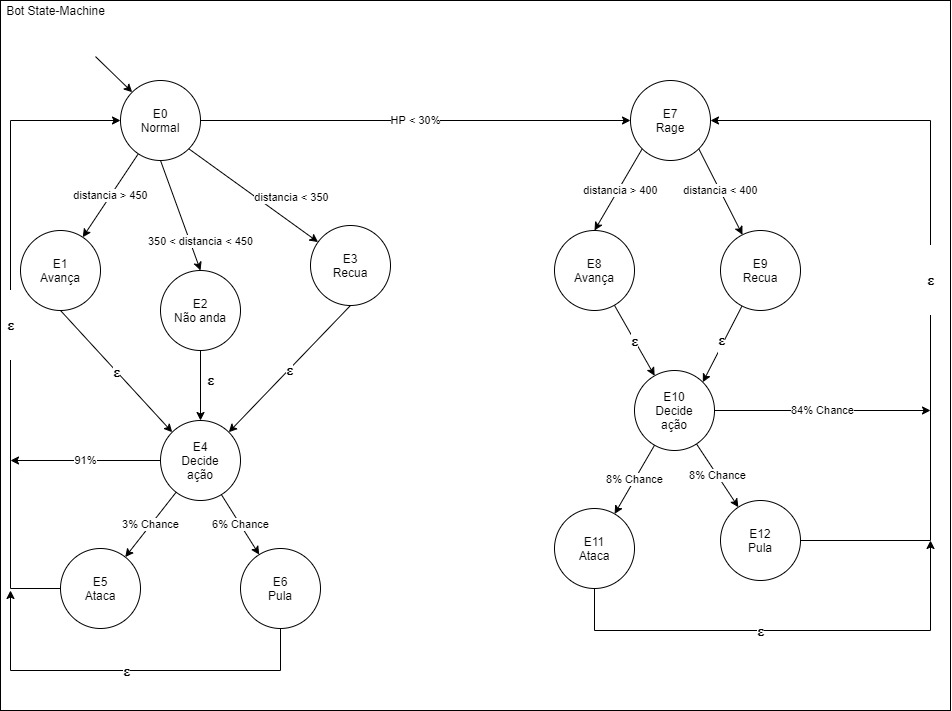 Bot State-Machine
E0
Normal
HP < 30%
E7
Rage
distancia > 450
350 < distancia < 450
distancia < 350
distancia > 400
distancia < 400
E1
Avança
E2
Não anda
E3
Recua
E8
Avança
E9
Recua
ε
ε
ε
ε
ε
ε
ε
E4
Decide
ação
91%
3% Chance
6% Chance
E5
Ataca
E6
Pula
ε
E10
Decide
ação
84% Chance
8% Chance
8% Chance
E11
Ataca
E12
Pula
ε